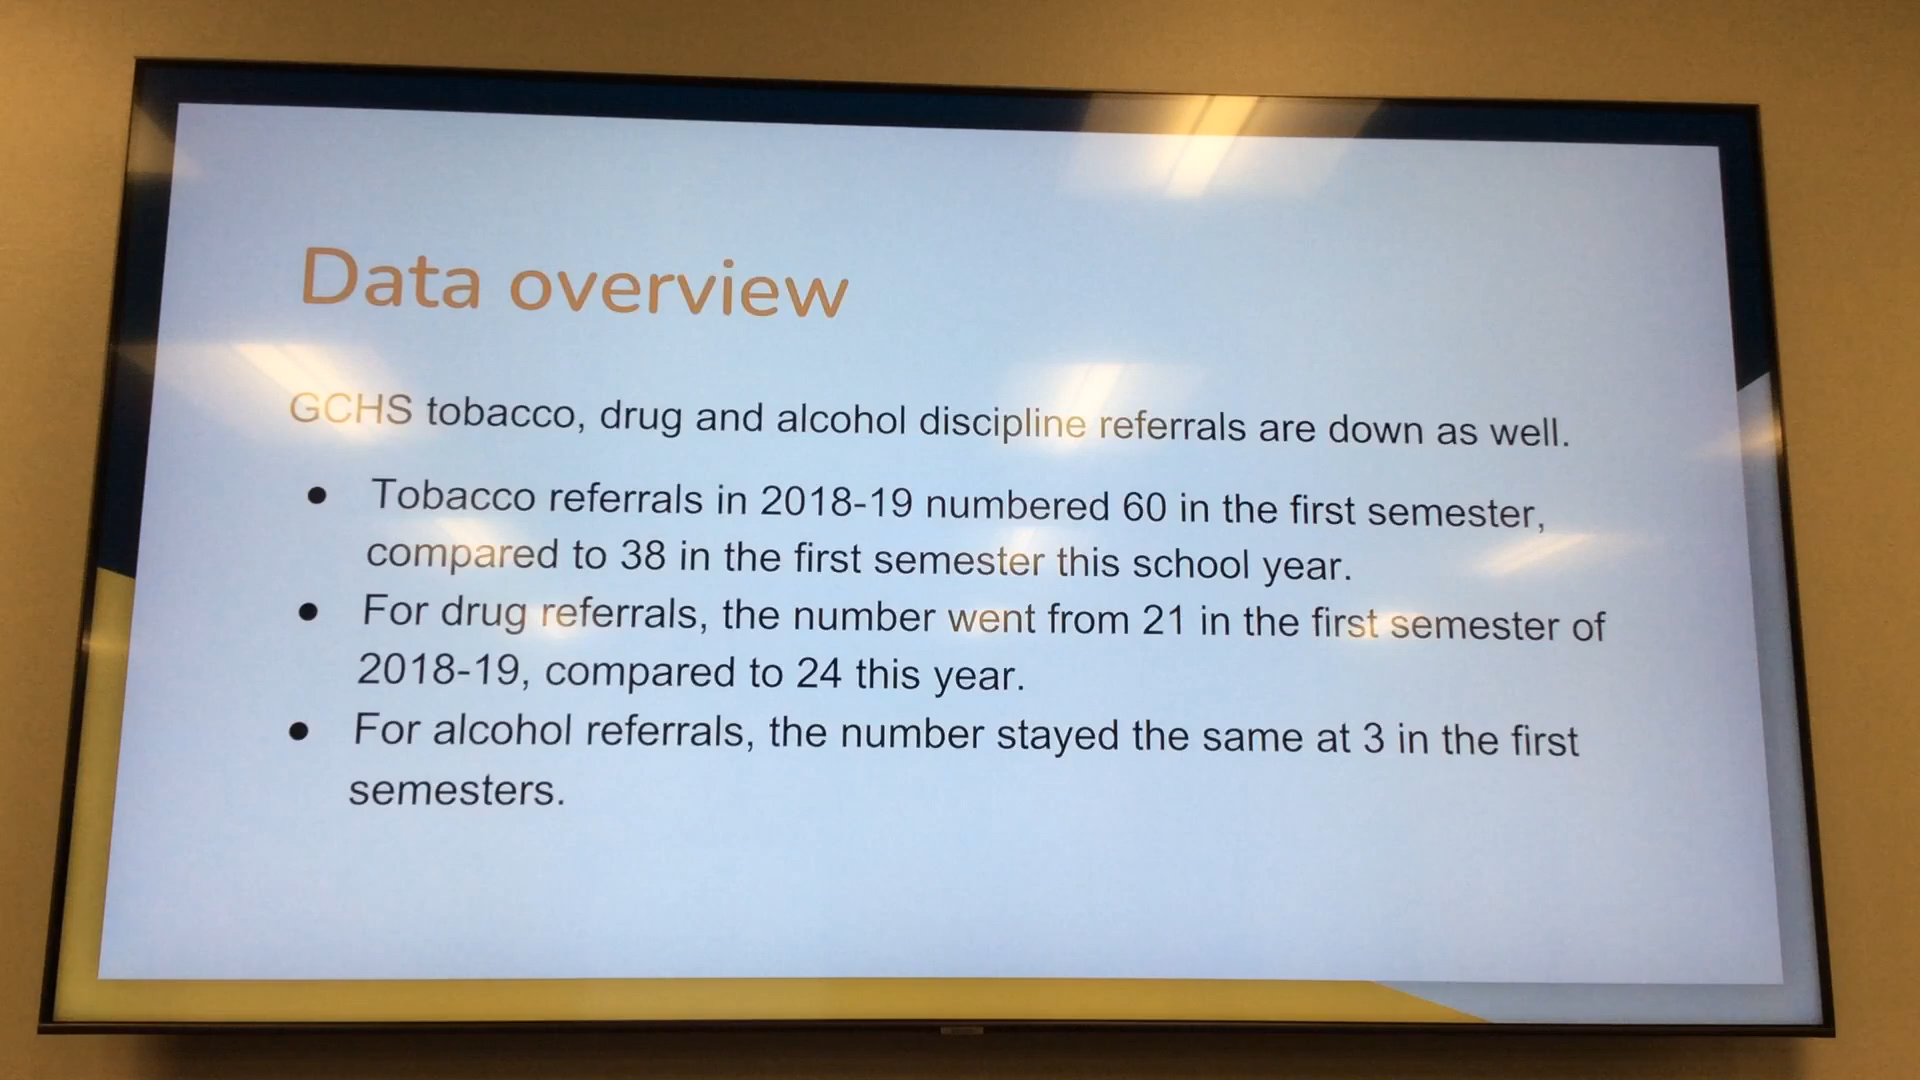 Data overview
GCHS tobacco, drug and alcohol discipline referrals are down as well.
● Tobacco referrals in 2018-19 numbered 60 in the first semester,
compared to 38 in the first semester this school year.
● For drug referrals, the number went from 21 in the first semester of
2018-19, compared to 24 this year.
● For alcohol referrals, the number stayed the same at 3 in the first
semesters.